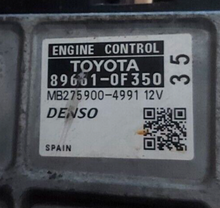 ENGINE CONTROL
TOYOTA
89661-0F350
35
MB275900-4991 12V
DENSO
SPAIN